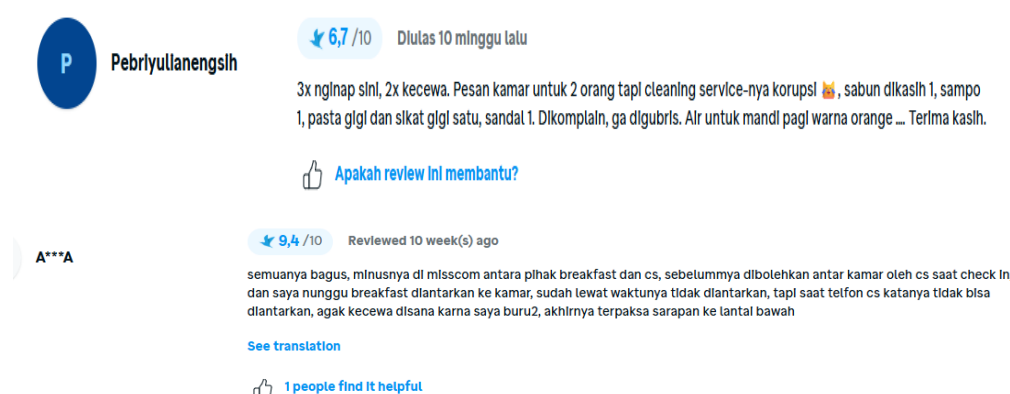 P
Pebriyulianengsih
6,7 /10 Diulas 10 minggu lalu
3x nginap sini, 2x kecewa. Pesan kamar untuk 2 orang tapi cleaning service-nya korupsi 😹, sabun dikasih 1, sampo
1, pasta gigi dan sikat gigi satu, sandal 1. Dikomplain, ga digubris. Air untuk mandi pagi warna orange .... Terima kasih.
Apakah review ini membantu?
A***A
9,4 /10 Reviewed 10 week(s) ago
semuanya bagus, minusnya di misscom antara pihak breakfast dan cs, sebelummya dibolehkan antar kamar oleh cs saat check in
dan saya nunggu breakfast diantarkan ke kamar, sudah lewat waktunya tidak diantarkan, tapi saat telfon cs katanya tidak bisa
diantarkan, agak kecewa disana karna saya buru2, akhirnya terpaksa sarapan ke lantai bawah
See translation
1 people find it helpful